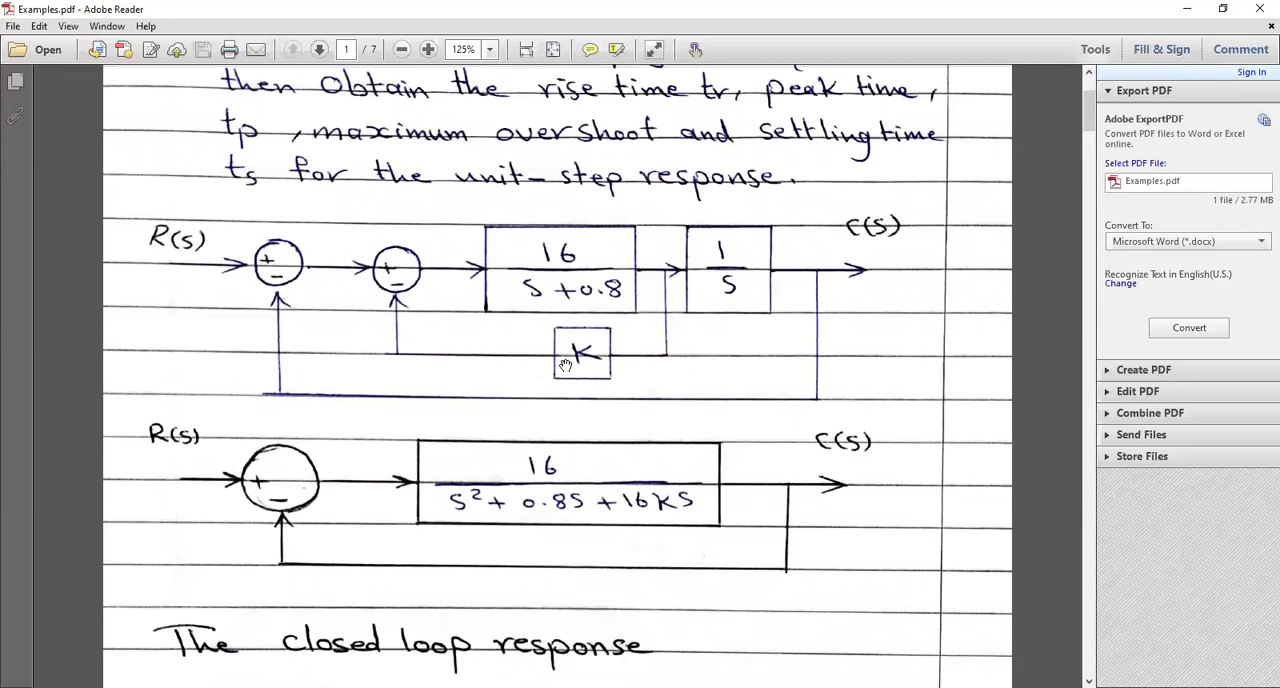 Examples.pdf - Adobe Reader
File Edit View Window Help
Open 1 / 7 125% Tools Fill & Sign Comment
Sign In
then obtain the rise time tr, peak time,
tp, maximum overshoot and settling time
ts for the unit-step response.
R(s) + - + - 16 / s + 0.8 1 / s C(s)
K
R(s) + - 16 / s² + 0.8s + 16ks C(s)
The closed loop response
Export PDF
Adobe ExportPDF
Convert PDF files to Word or Excel
online.
Select PDF File:
Examples.pdf
1 file / 2.77 MB
Convert To:
Microsoft Word (*.docx)
Recognize Text in English(U.S.)
Change
Convert
Create PDF
Edit PDF
Combine PDF
Send Files
Store Files